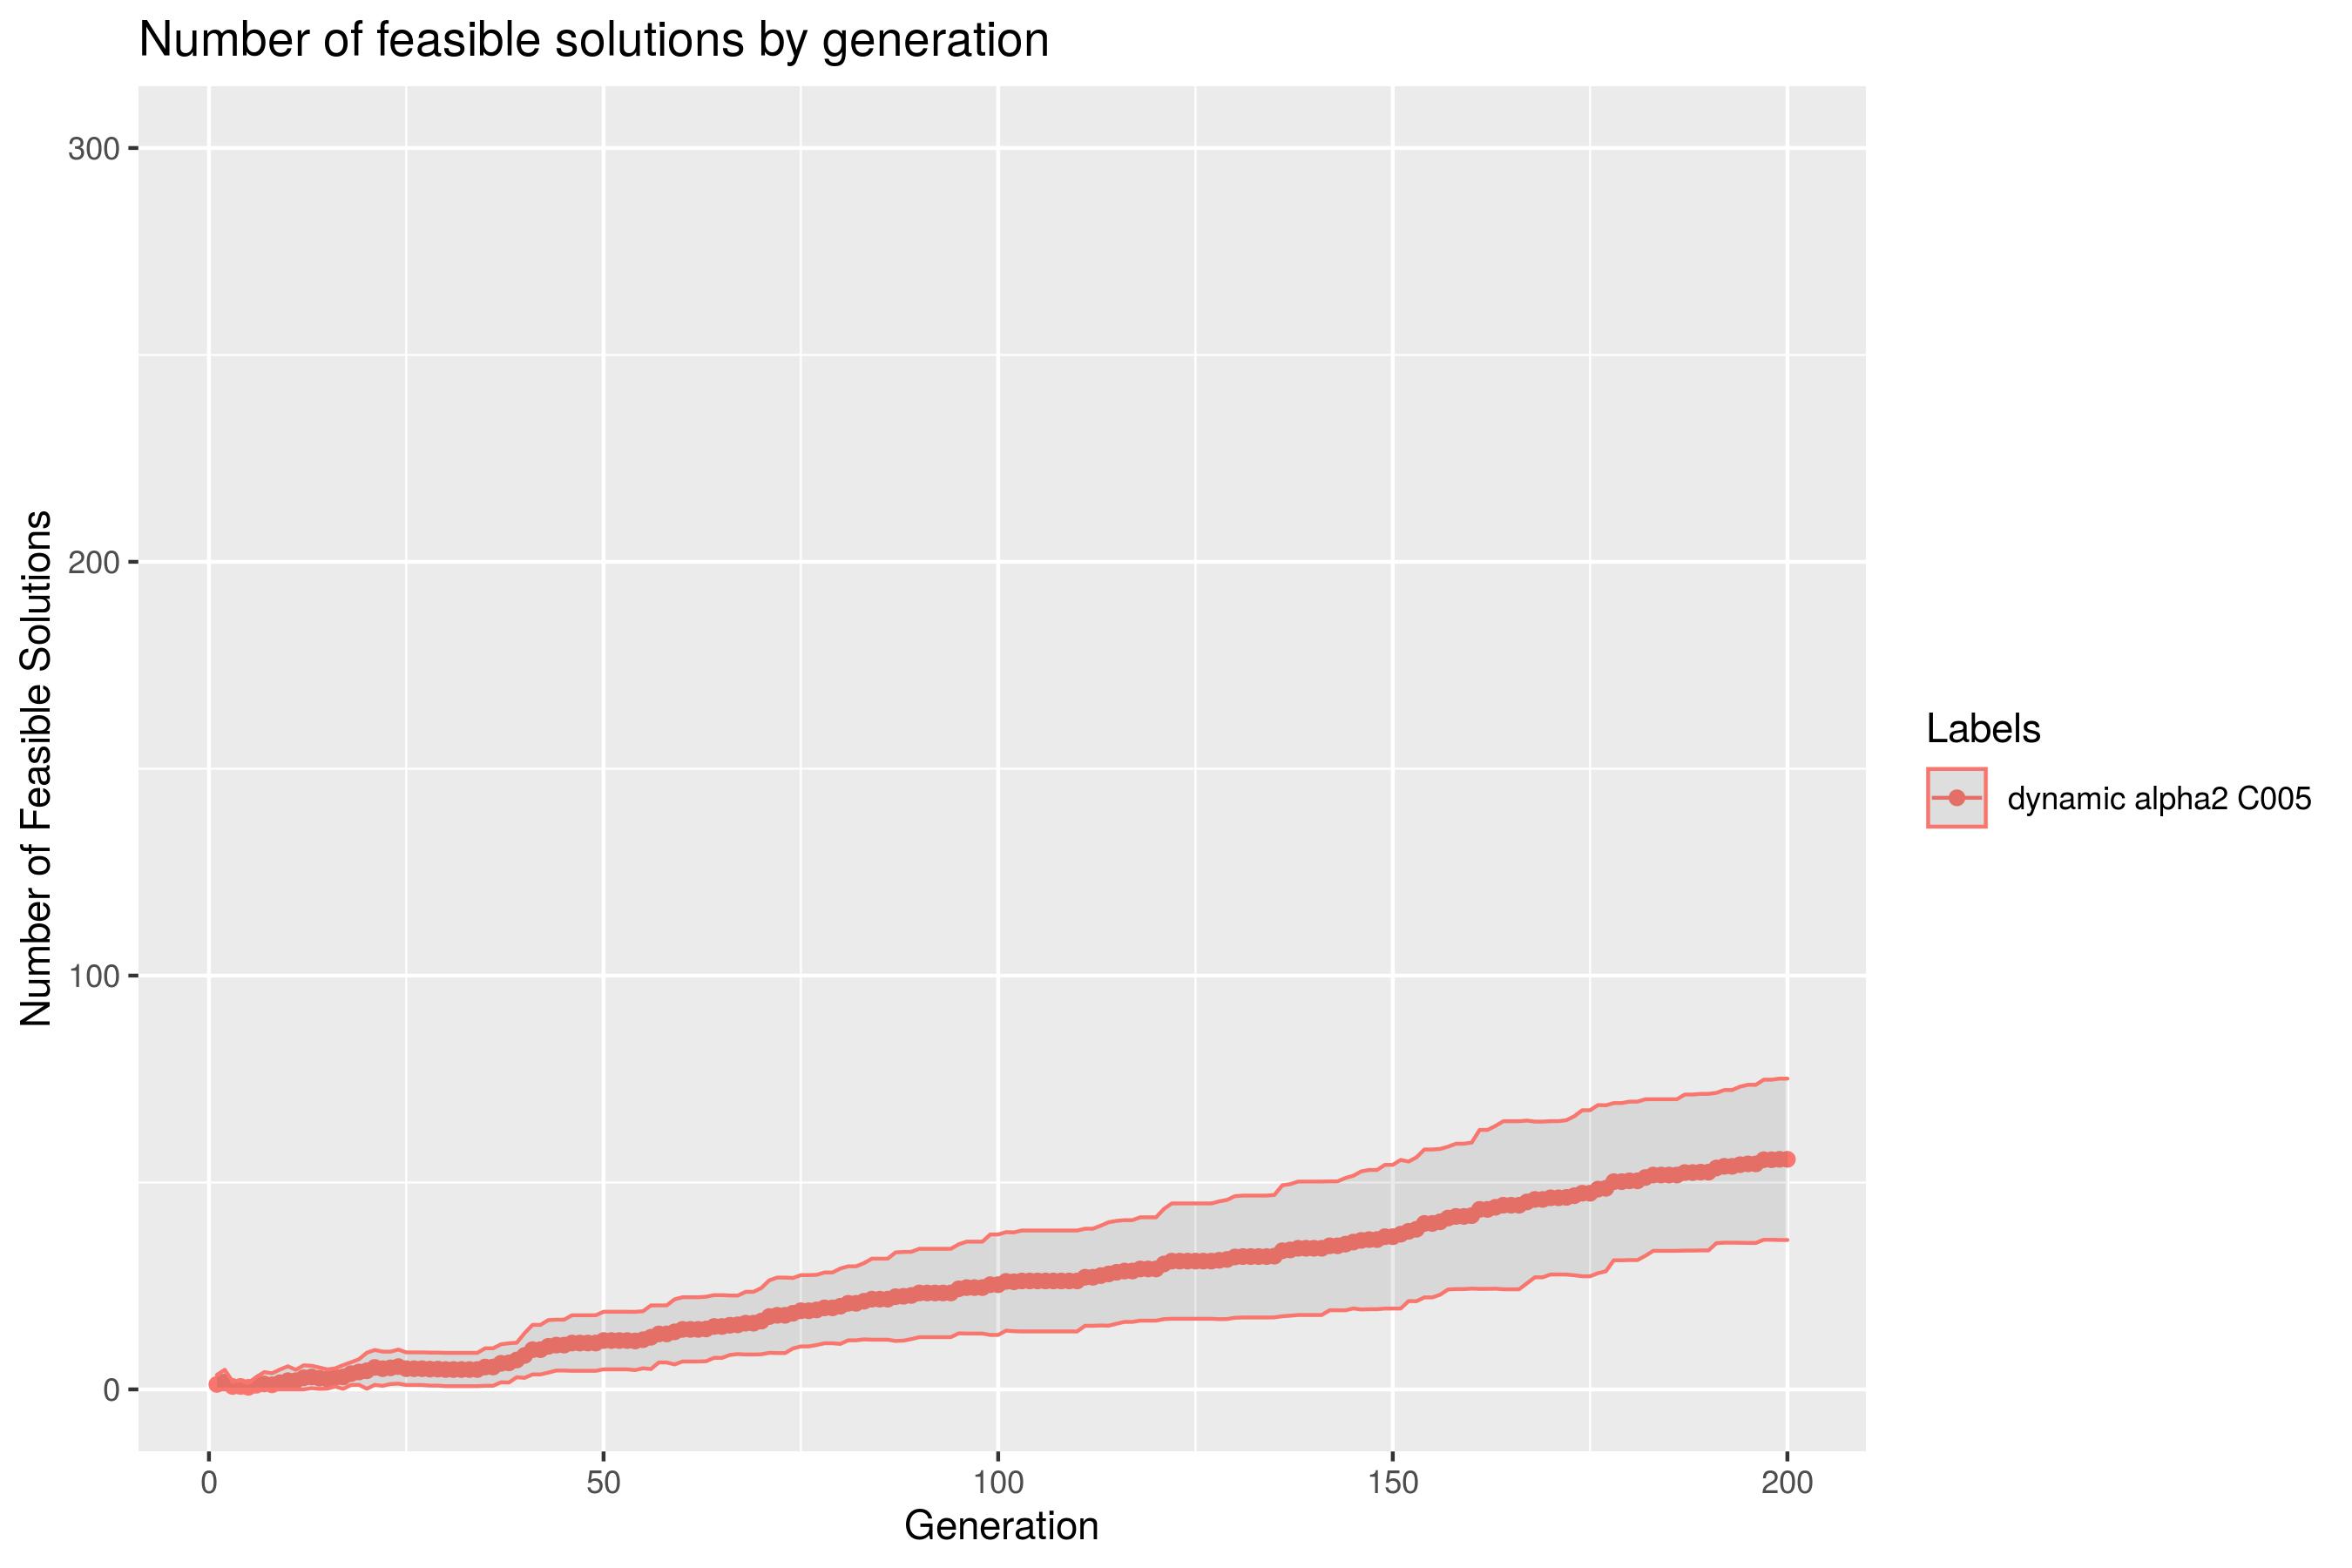 Number of feasible solutions by generation
Number of Feasible Solutions
300
200
100
0
0 50 100 150 200
Generation
Labels
dynamic alpha2 C005